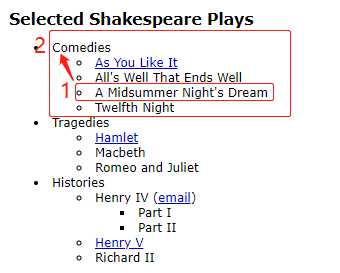 Selected Shakespeare Plays
2
Comedies
As You Like It
All's Well That Ends Well
1
A Midsummer Night's Dream
Twelfth Night
Tragedies
Hamlet
Macbeth
Romeo and Juliet
Histories
Henry IV (email)
Part I
Part II
Henry V
Richard II